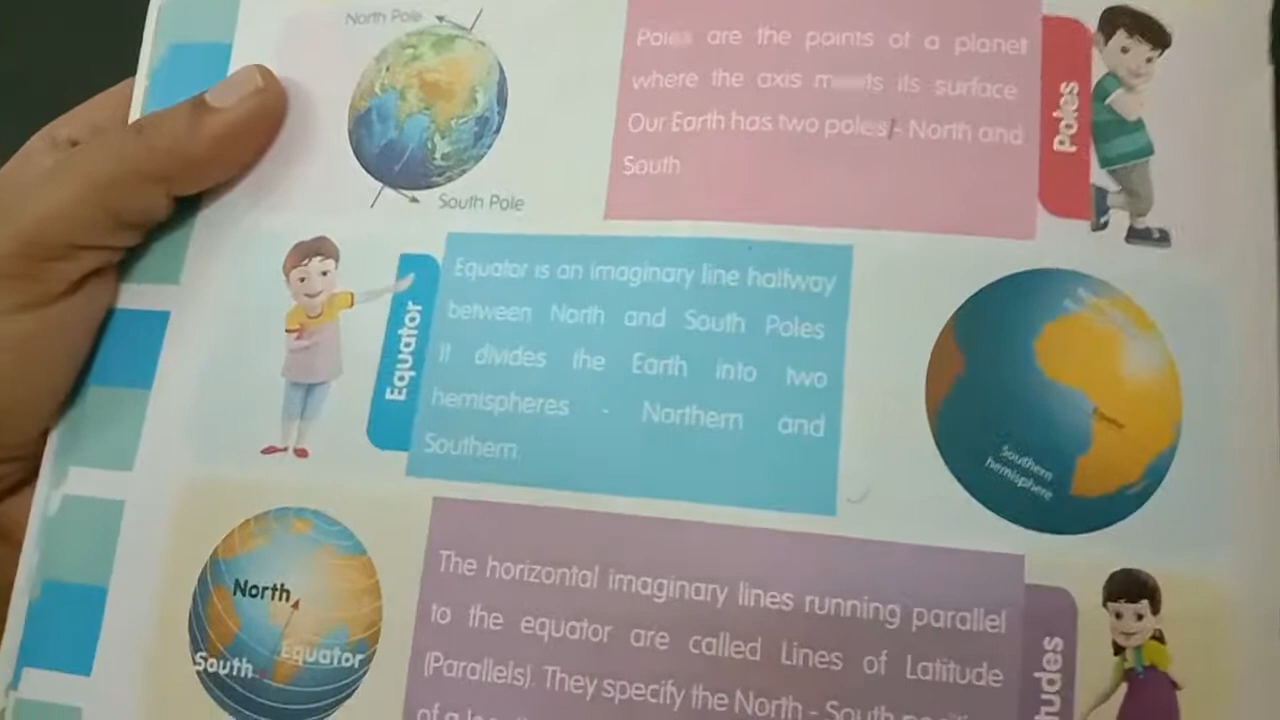 North Pole
South Pole
Poles are the points of a planet
where the axis its surface
Our Earth has two poles - North and
South
Poles
Equator
Equator is an imaginary line halfway
between North and South Poles
It divides the Earth into two
hemispheres - Northern and
Southern
Southern
hemisphere
North
South
Equator
The horizontal imaginary lines running parallel
to the equator are called Lines of Latitude
(Parallels). They specify the North - South
of a